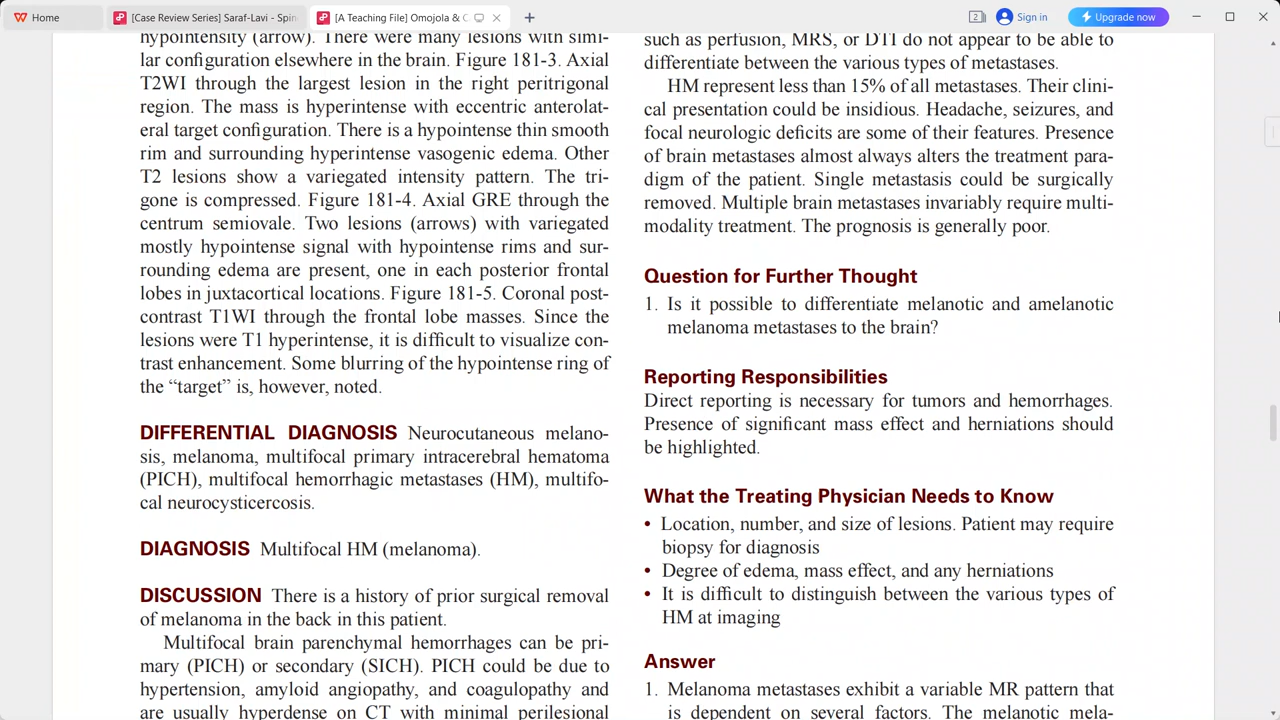 Home
[Case Review Series] Saraf-Lavi - Spin
[A Teaching File] Omojola & C
2
Sign in
Upgrade now
hypointensity (arrow). There were many lesions with simi-
lar configuration elsewhere in the brain. Figure 181-3. Axial
T2WI through the largest lesion in the right peritrigonal
region. The mass is hyperintense with eccentric anterolat-
eral target configuration. There is a hypointense thin smooth
rim and surrounding hyperintense vasogenic edema. Other
T2 lesions show a variegated intensity pattern. The tri-
gone is compressed. Figure 181-4. Axial GRE through the
centrum semiovale. Two lesions (arrows) with variegated
mostly hypointense signal with hypointense rims and sur-
rounding edema are present, one in each posterior frontal
lobes in juxtacortical locations. Figure 181-5. Coronal post-
contrast T1WI through the frontal lobe masses. Since the
lesions were T1 hyperintense, it is difficult to visualize con-
trast enhancement. Some blurring of the hypointense ring of
the “target” is, however, noted.
DIFFERENTIAL DIAGNOSIS Neurocutaneous melano-
sis, melanoma, multifocal primary intracerebral hematoma
(PICH), multifocal hemorrhagic metastases (HM), multifo-
cal neurocysticercosis.
DIAGNOSIS Multifocal HM (melanoma).
DISCUSSION There is a history of prior surgical removal
of melanoma in the back in this patient.
Multifocal brain parenchymal hemorrhages can be pri-
mary (PICH) or secondary (SICH). PICH could be due to
hypertension, amyloid angiopathy, and coagulopathy and
are usually hyperdense on CT with minimal perilesional
such as perfusion, MRS, or DTI do not appear to be able to
differentiate between the various types of metastases.
HM represent less than 15% of all metastases. Their clini-
cal presentation could be insidious. Headache, seizures, and
focal neurologic deficits are some of their features. Presence
of brain metastases almost always alters the treatment para-
digm of the patient. Single metastasis could be surgically
removed. Multiple brain metastases invariably require multi-
modality treatment. The prognosis is generally poor.
Question for Further Thought
1. Is it possible to differentiate melanotic and amelanotic
melanoma metastases to the brain?
Reporting Responsibilities
Direct reporting is necessary for tumors and hemorrhages.
Presence of significant mass effect and herniations should
be highlighted.
What the Treating Physician Needs to Know
• Location, number, and size of lesions. Patient may require
biopsy for diagnosis
• Degree of edema, mass effect, and any herniations
• It is difficult to distinguish between the various types of
HM at imaging
Answer
1. Melanoma metastases exhibit a variable MR pattern that
is dependent on several factors. The melanotic mela-